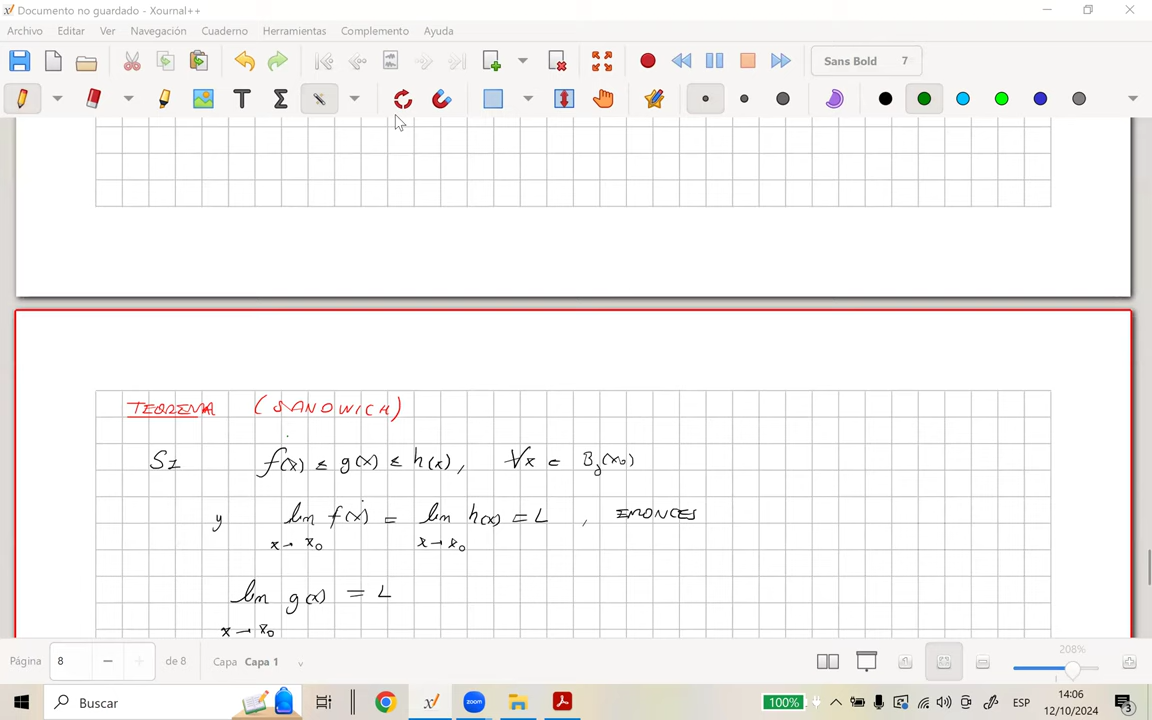 Documento no guardado - Xournal++
Archivo Editar Ver Navegación Cuaderno Herramientas Complemento Ayuda
Sans Bold 7
TEOREMA (SANDWICH)
SI f(x) ≤ g(x) ≤ h(x), ∀x ∈ B_δ(x₀)
y lim f(x) = lim h(x) = L , ENONCES
x→x₀ x→x₀
lim g(x) = L
x→x₀
208%
Página 8 de 8 Capa Capa 1
Buscar
100% ESP 14:06
12/10/2024